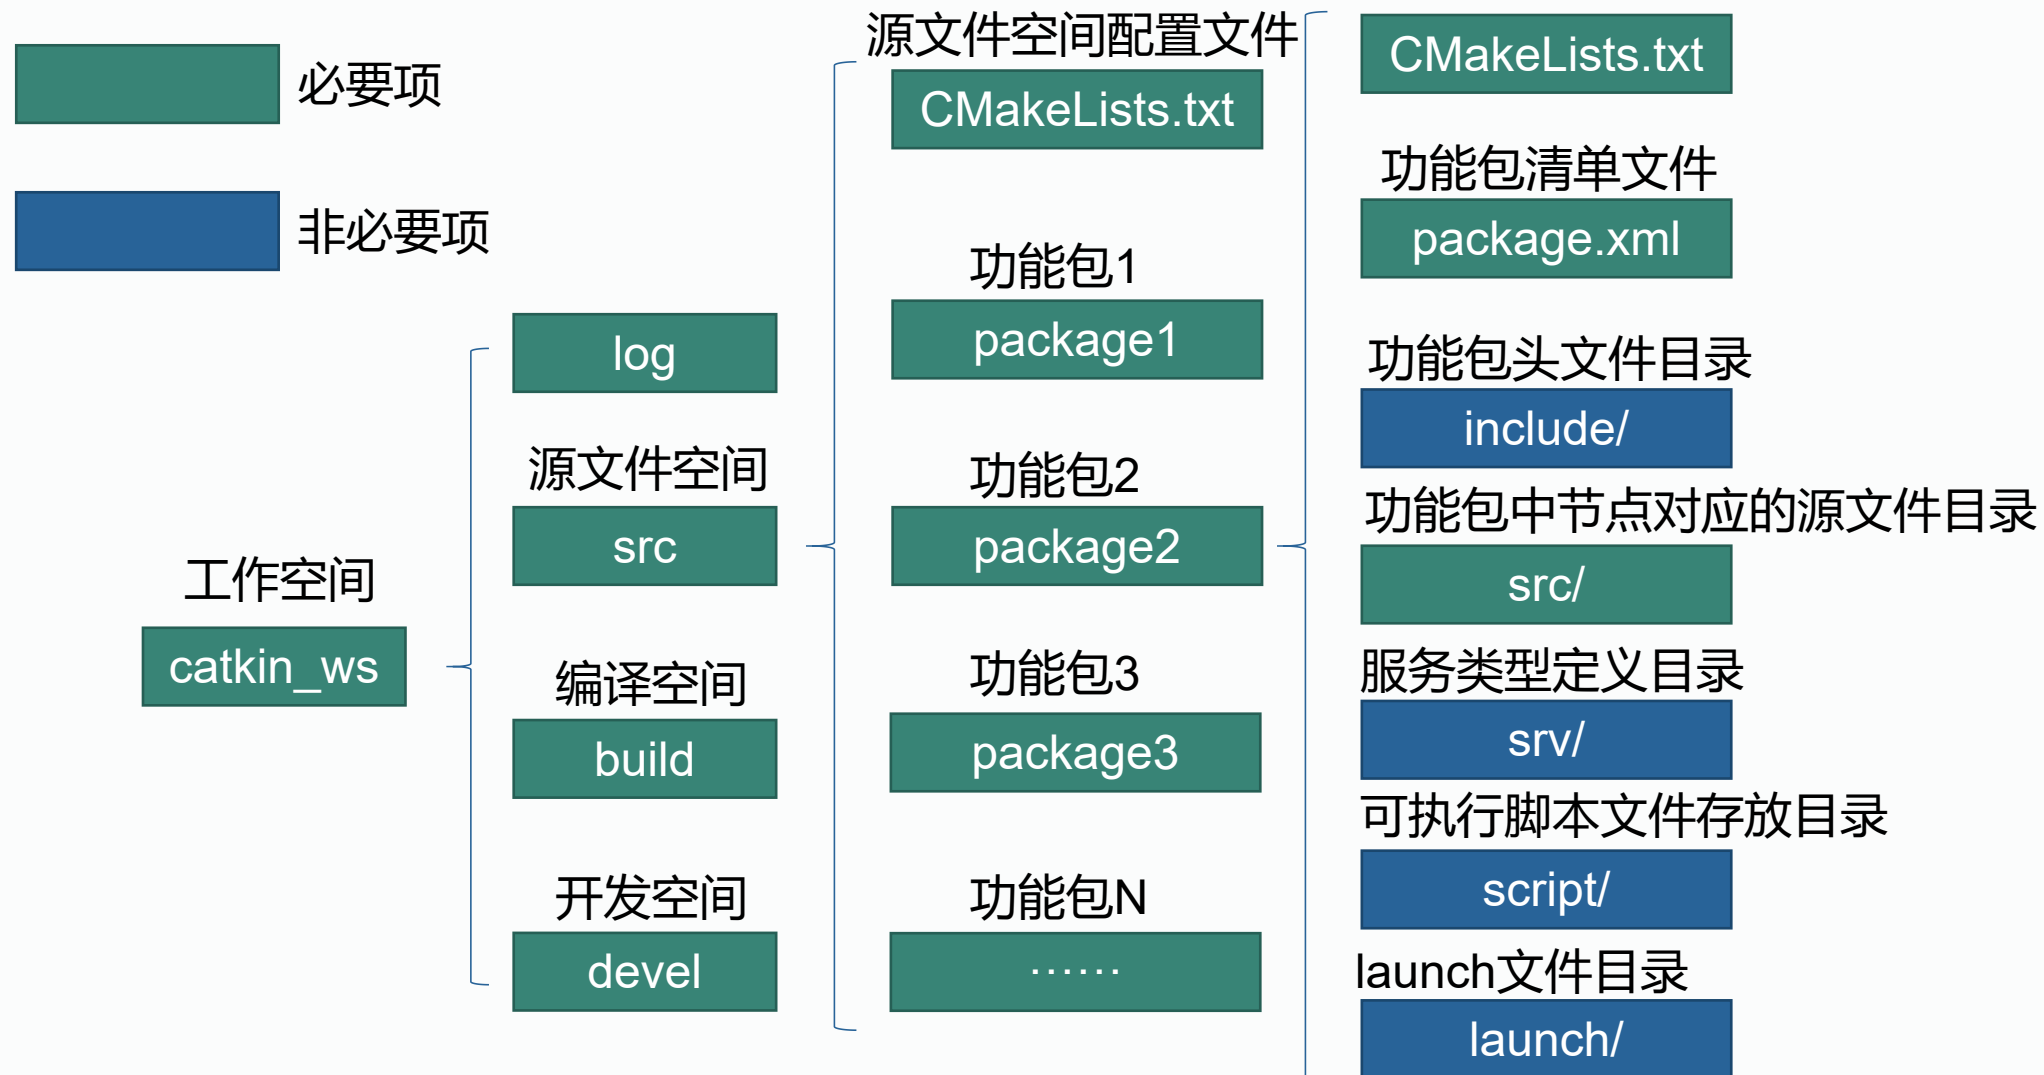 必要项
非必要项
工作空间
catkin_ws
log
源文件空间
src
编译空间
build
开发空间
devel
源文件空间配置文件
CMakeLists.txt
功能包1
package1
功能包2
package2
功能包3
package3
功能包N
……
CMakeLists.txt
功能包清单文件
package.xml
功能包头文件目录
include/
功能包中节点对应的源文件目录
src/
服务类型定义目录
srv/
可执行脚本文件存放目录
script/
launch文件目录
launch/